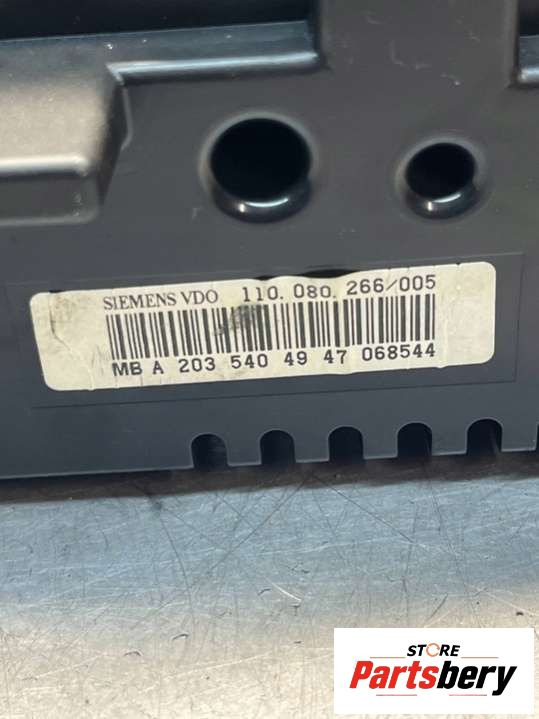 SIEMENS VDO 110.080.266/005
MB A 203 540 49 47 068544
STORE
Partsbery